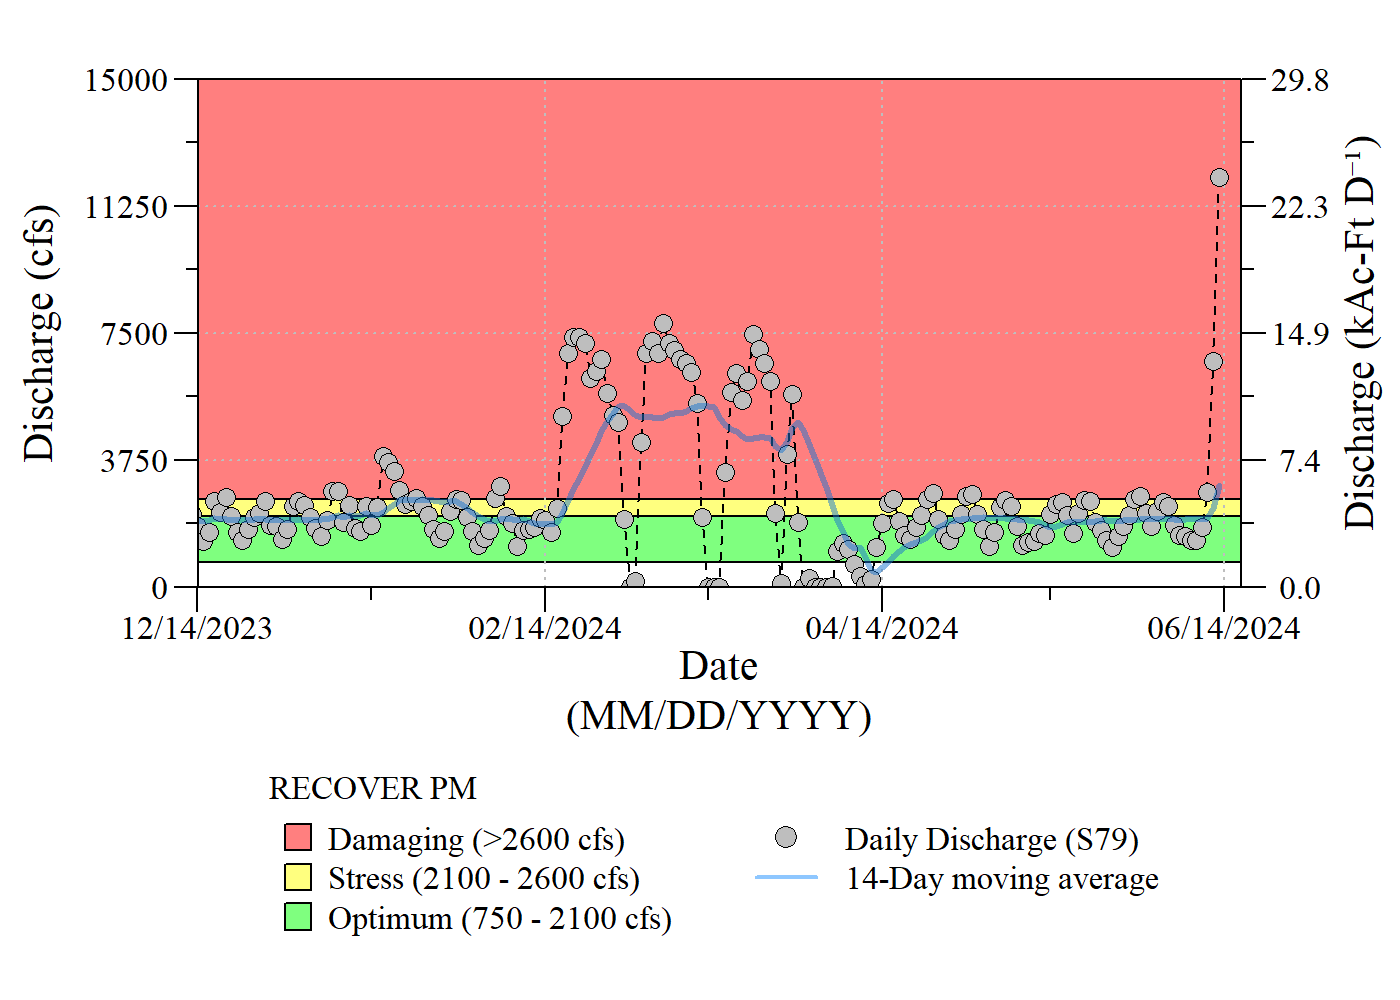 15000
11250
7500
3750
0
Discharge (cfs)
29.8
22.3
14.9
7.4
0.0
Discharge (kAc-Ft D⁻¹)
12/14/2023 02/14/2024 04/14/2024 06/14/2024
Date
(MM/DD/YYYY)
RECOVER PM
Damaging (>2600 cfs)
Stress (2100 - 2600 cfs)
Optimum (750 - 2100 cfs)
Daily Discharge (S79)
14-Day moving average